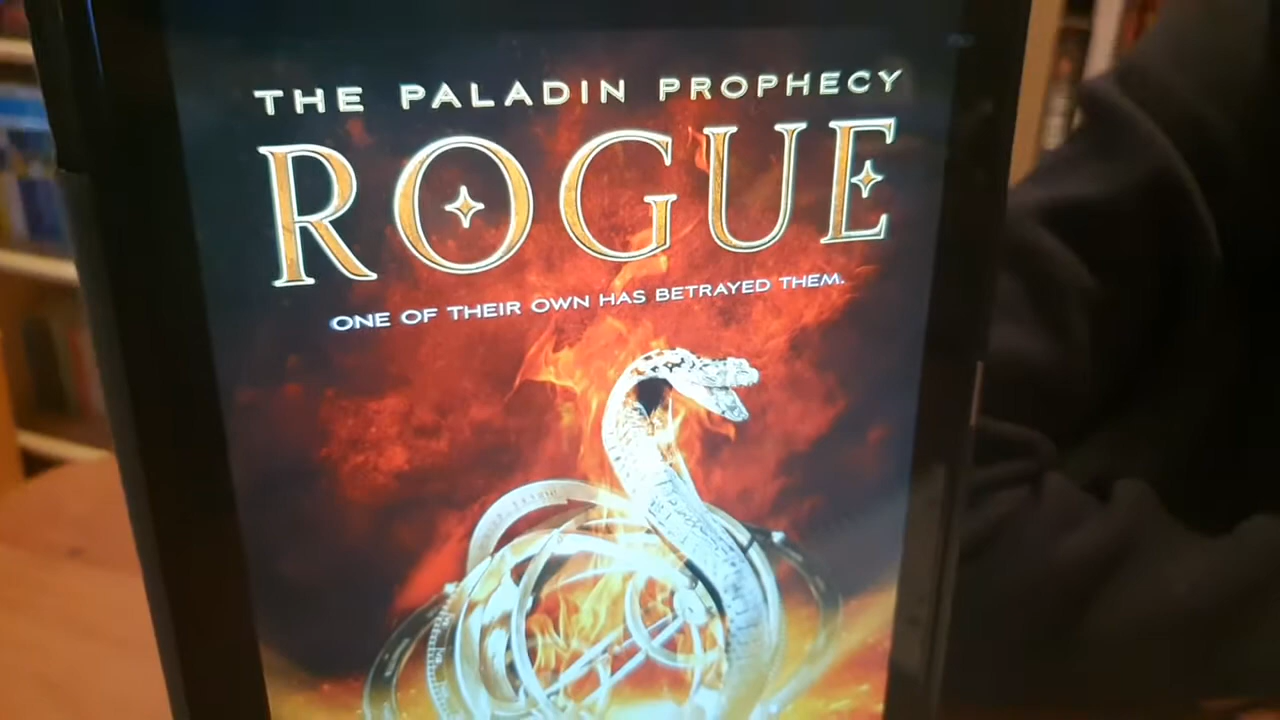 THE PALADIN PROPHECY
ROGUE
ONE OF THEIR OWN HAS BETRAYED THEM.